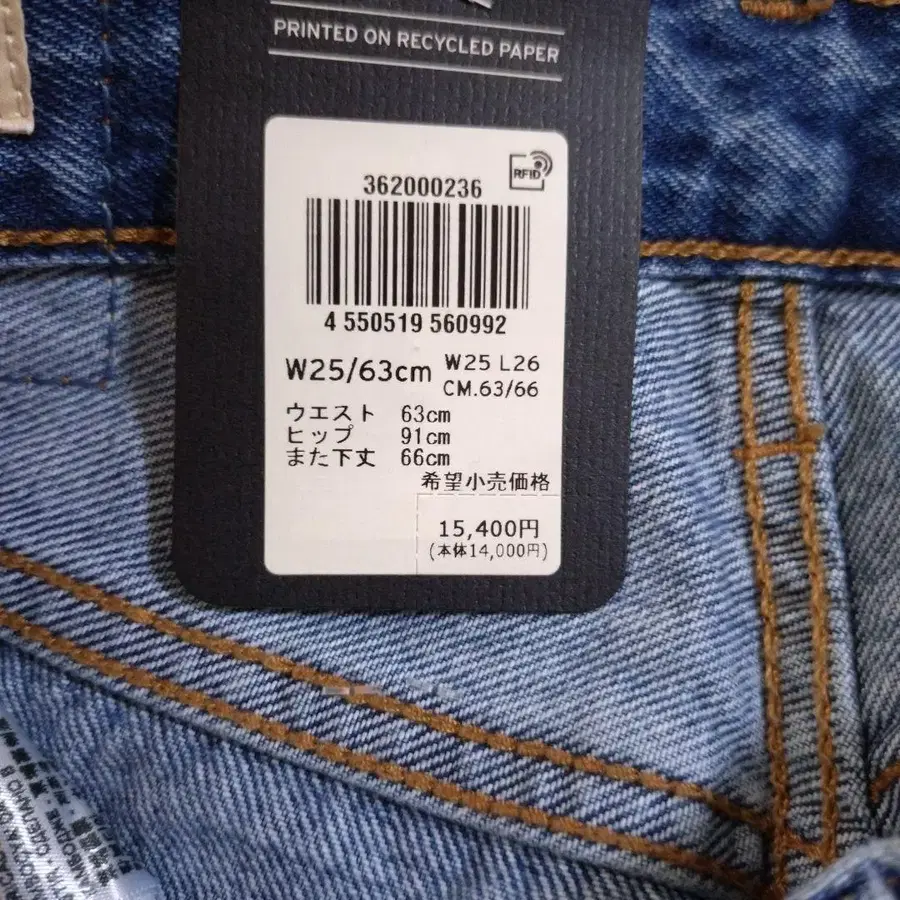 PRINTED ON RECYCLED PAPER
RFID
362000236
4 550519 560992
W25/63cm
W25 L26
CM.63/66
ウエスト 63cm
ヒップ 91cm
また下丈 66cm
希望小売価格
15,400円
(本体14,000円)